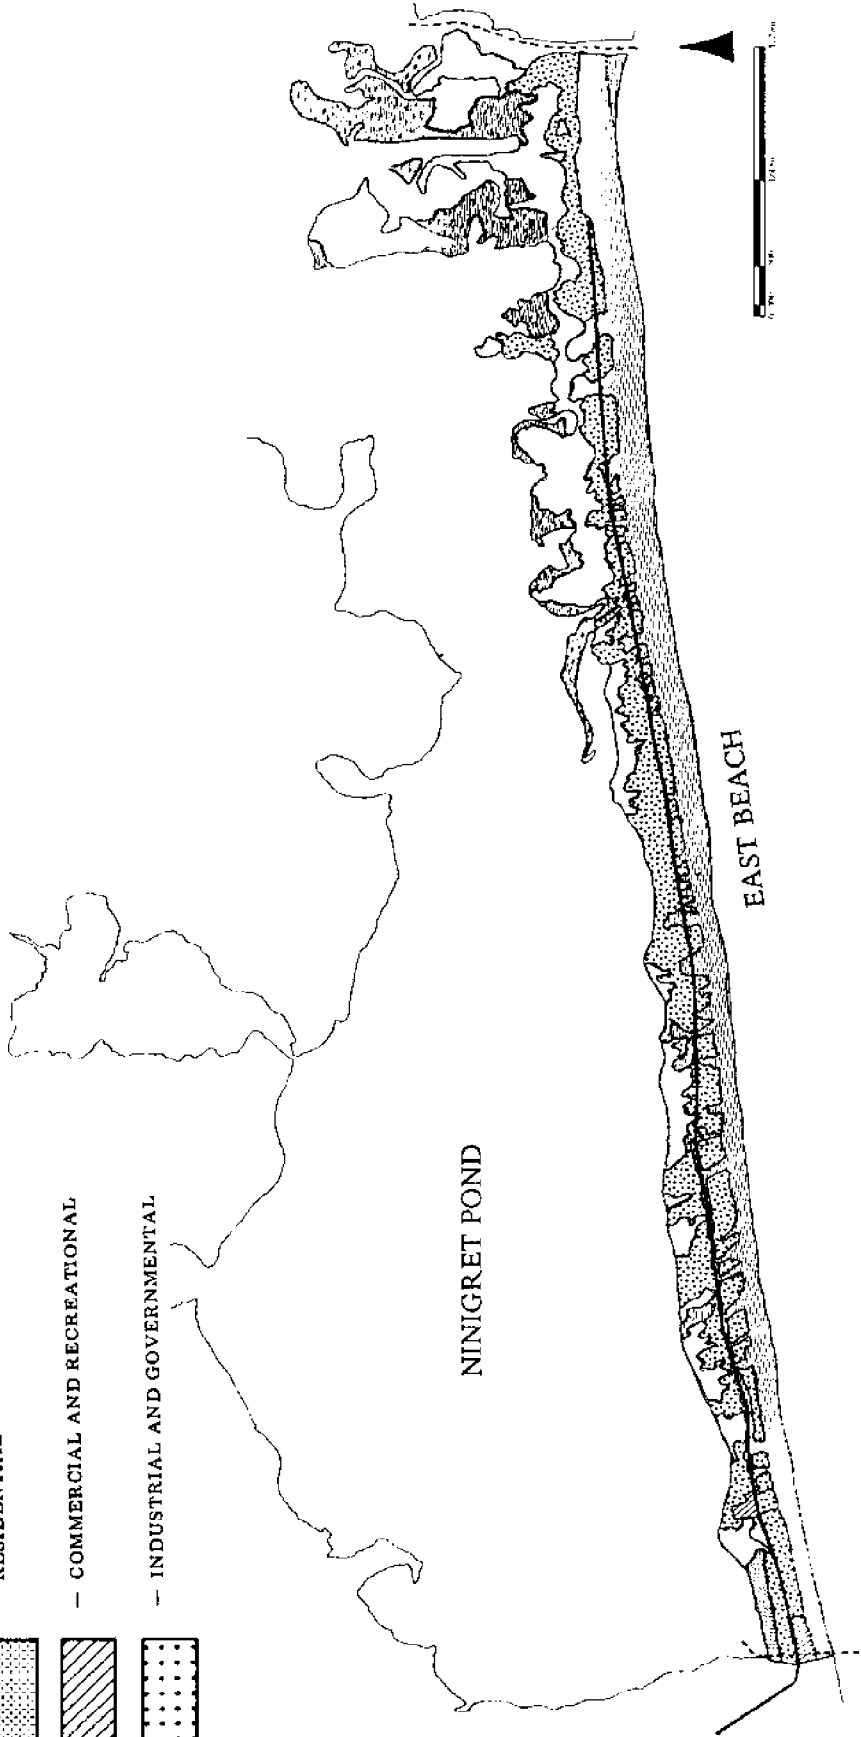 — COMMERCIAL AND RECREATIONAL
— INDUSTRIAL AND GOVERNMENTAL
NINIGRET POND
EAST BEACH